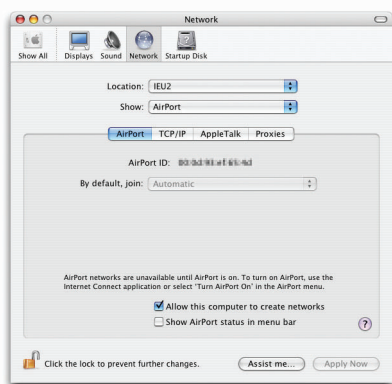 Network
Show All Displays Sound Network Startup Disk
Location: IEU2
Show: AirPort
AirPort TCP/IP AppleTalk Proxies
AirPort ID:
By default, join: Automatic
AirPort networks are unavailable until AirPort is on. To turn on AirPort, use the
Internet Connect application or select 'Turn AirPort On' in the AirPort menu.
Allow this computer to create networks
Show AirPort status in menu bar
?
Click the lock to prevent further changes. Assist me... Apply Now